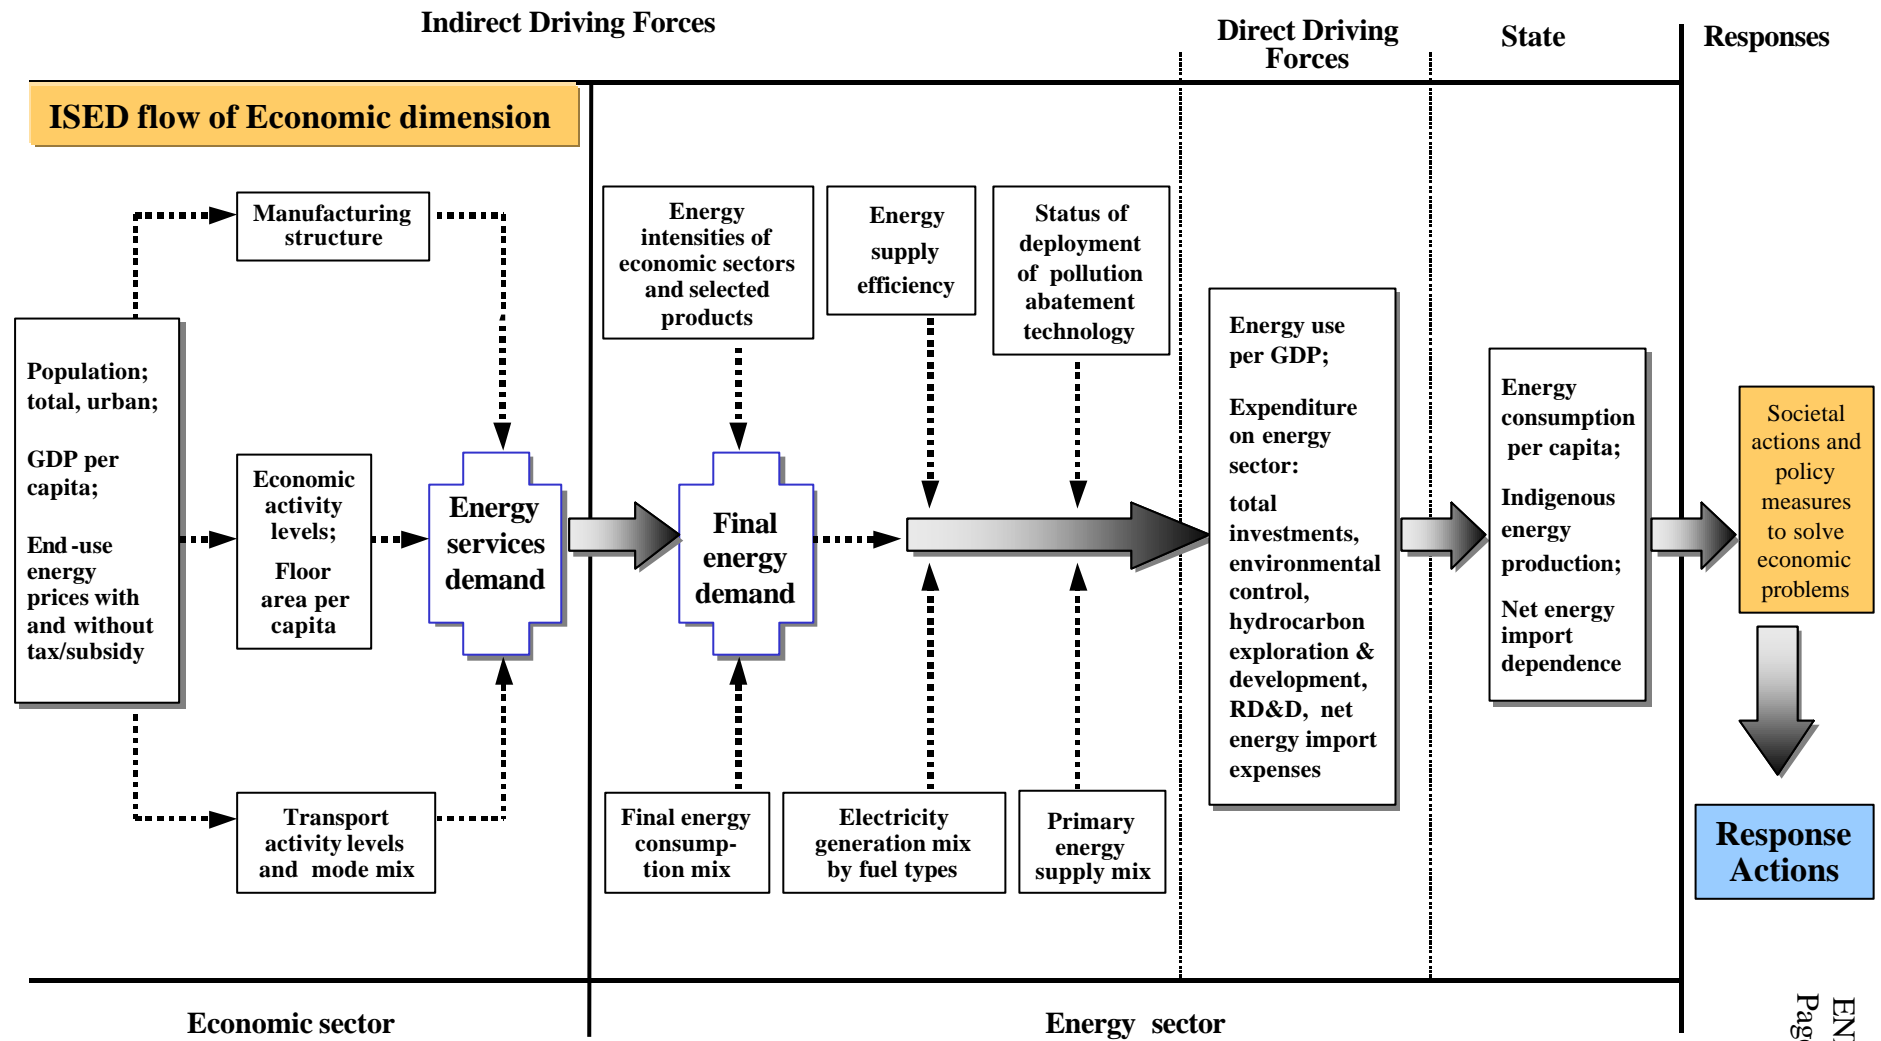 Indirect Driving Forces
Direct Driving
Forces
State
Responses
ISED flow of Economic dimension
Manufacturing
structure
Energy
intensities of
economic sectors
and selected
products
Energy
supply
efficiency
Status of
deployment
of pollution
abatement
technology
Population;
total, urban;
GDP per
capita;
End-use
energy
prices with
and without
tax/subsidy
Economic
activity
levels;
Floor
area per
capita
Energy
services
demand
Final
energy
demand
Energy use
per GDP;
Expenditure
on energy
sector:
total
investments,
environmental
control,
hydrocarbon
exploration &
development,
RD&D, net
energy import
expenses
Energy
consumption
per capita;
Indigenous
energy
production;
Net energy
import
dependence
Societal
actions and
policy
measures
to solve
economic
problems
Transport
activity levels
and mode mix
Final energy
consump-
tion mix
Electricity
generation mix
by fuel types
Primary
energy
supply mix
Response
Actions
Economic sector
Energy sector